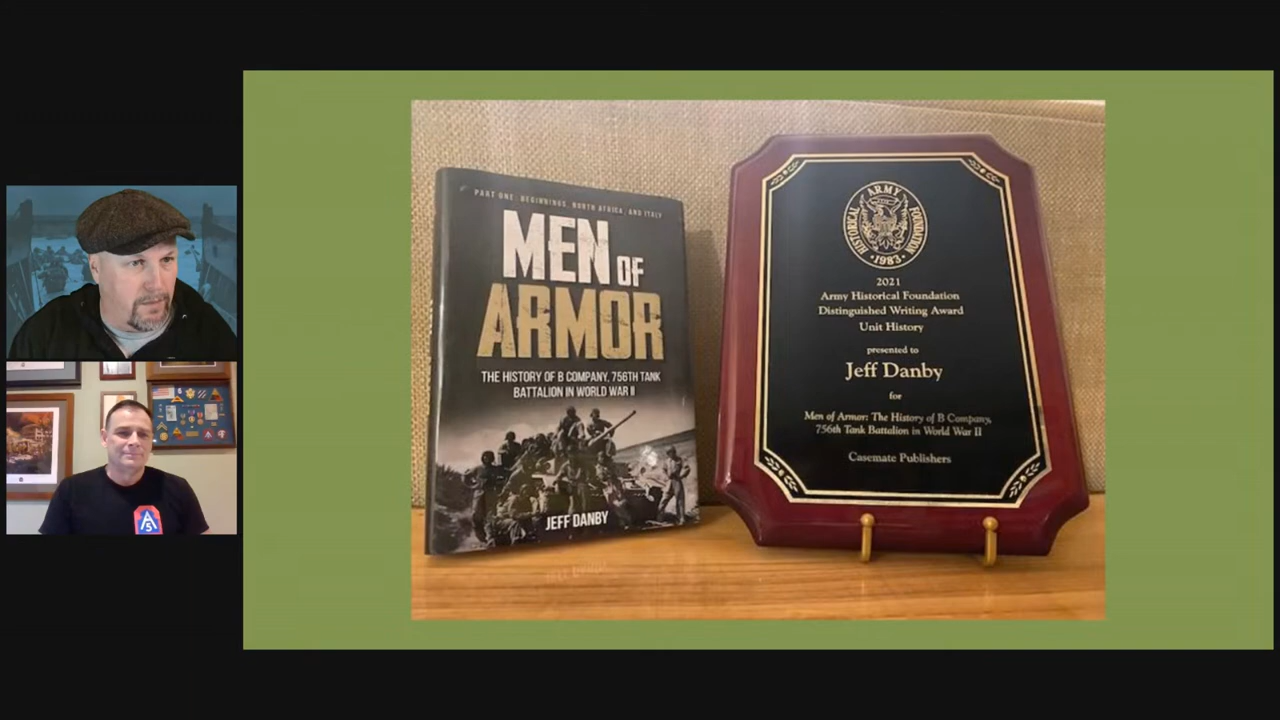 PART ONE: BEGINNINGS, NORTH AFRICA, AND ITALY
MEN OF
ARMOR
THE HISTORY OF B COMPANY, 756TH TANK
BATTALION IN WORLD WAR II
JEFF DANBY
ARMY
HISTORICAL FOUNDATION
·1983·
2021
Army Historical Foundation
Distinguished Writing Award
Unit History
presented to
Jeff Danby
for
Men of Armor: The History of B Company,
756th Tank Battalion in World War II
Casemate Publishers
A
5